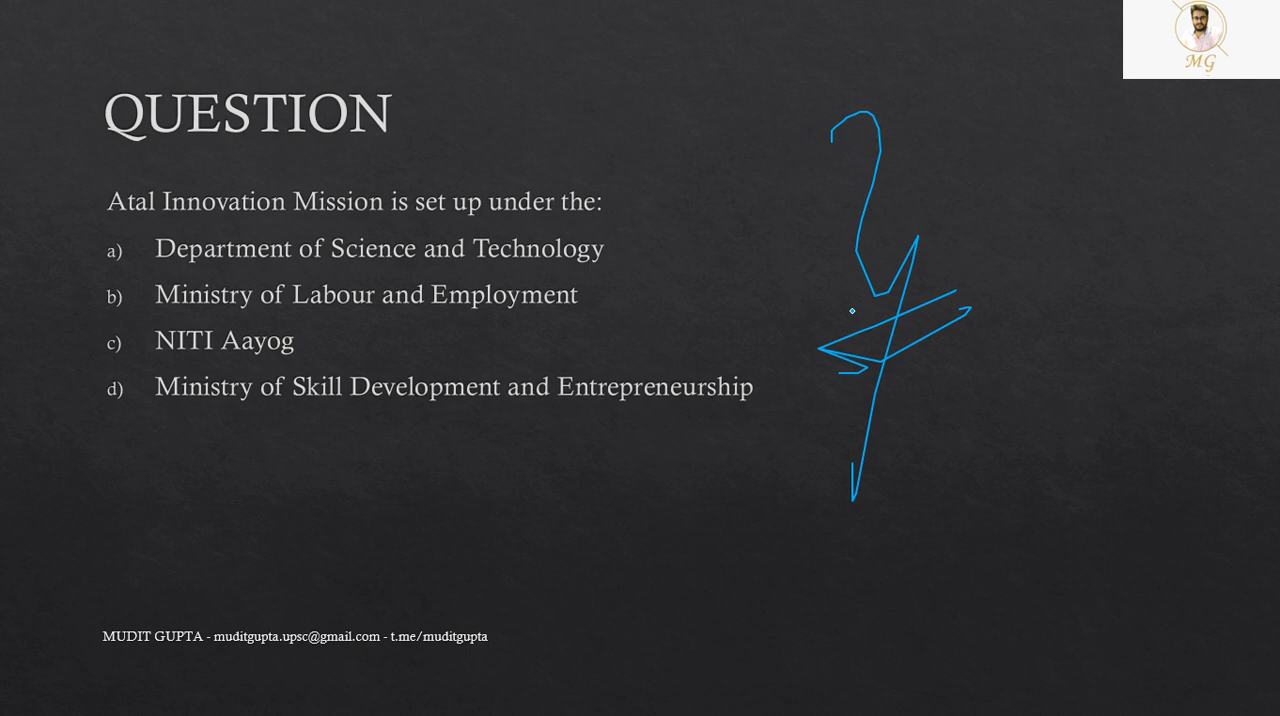 MG
QUESTION
Atal Innovation Mission is set up under the:
a) Department of Science and Technology
b) Ministry of Labour and Employment
c) NITI Aayog
d) Ministry of Skill Development and Entrepreneurship
MUDIT GUPTA - muditgupta.upsc@gmail.com - t.me/muditgupta